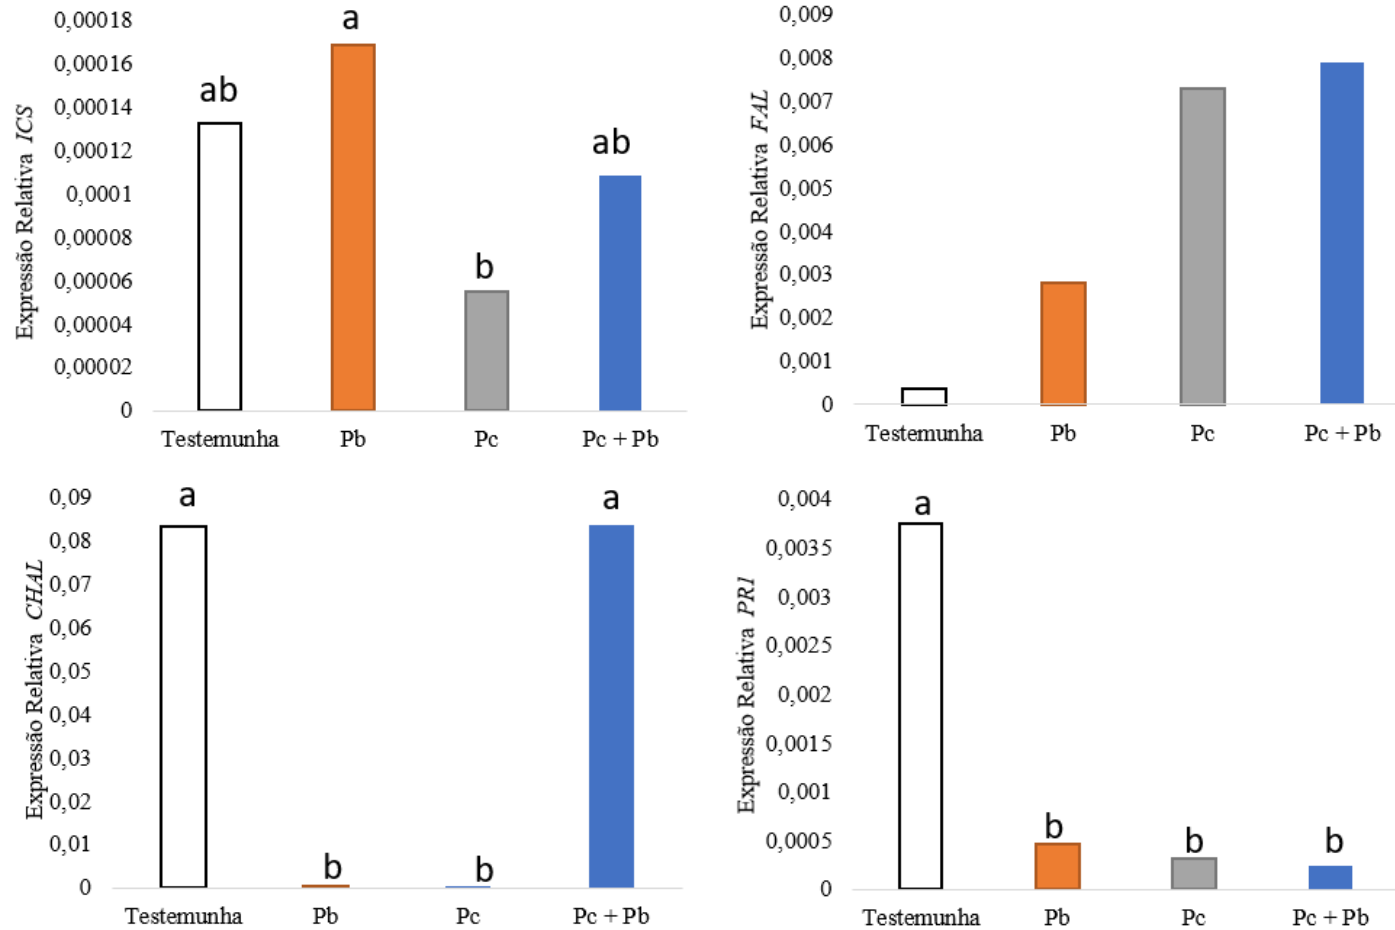 Expressão Relativa ICS
0,00018
0,00016
0,00014
0,00012
0,0001
0,00008
0,00006
0,00004
0,00002
0
ab
a
b
ab
Testemunha Pb Pc Pc + Pb
Expressão Relativa FAL
0,009
0,008
0,007
0,006
0,005
0,004
0,003
0,002
0,001
0
Testemunha Pb Pc Pc + Pb
Expressão Relativa CHAL
0,09
0,08
0,07
0,06
0,05
0,04
0,03
0,02
0,01
0
a
b
b
a
Testemunha Pb Pc Pc + Pb
Expressão Relativa PR1
0,004
0,0035
0,003
0,0025
0,002
0,0015
0,001
0,0005
0
a
b
b
b
Testemunha Pb Pc Pc + Pb